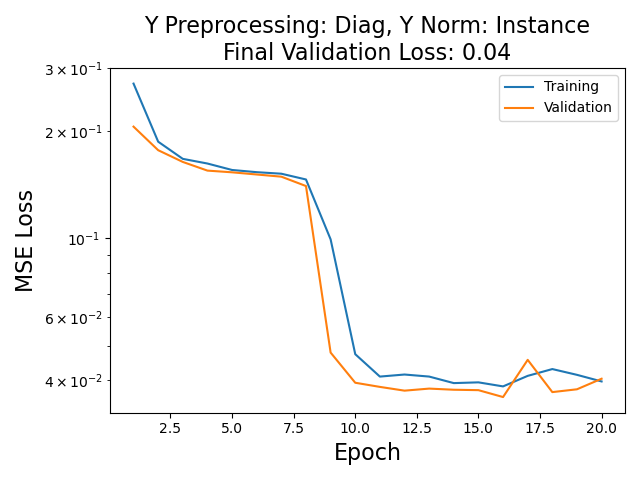 Y Preprocessing: Diag, Y Norm: Instance
Final Validation Loss: 0.04
3 × 10⁻¹
2 × 10⁻¹
10⁻¹
6 × 10⁻²
4 × 10⁻²
MSE Loss
Training
Validation
2.5 5.0 7.5 10.0 12.5 15.0 17.5 20.0
Epoch